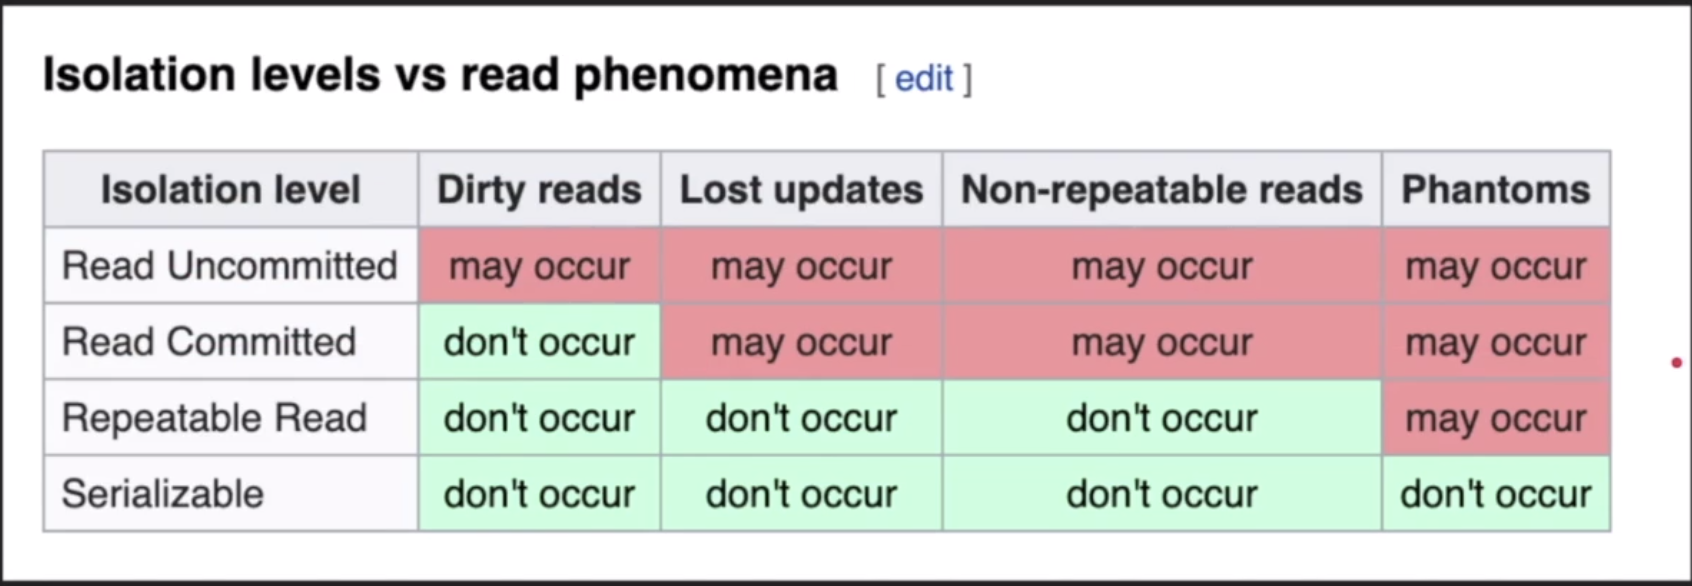 Isolation levels vs read phenomena [ edit ]
Isolation level Dirty reads Lost updates Non-repeatable reads Phantoms
Read Uncommitted may occur may occur may occur may occur
Read Committed don't occur may occur may occur may occur
Repeatable Read don't occur don't occur don't occur may occur
Serializable don't occur don't occur don't occur don't occur